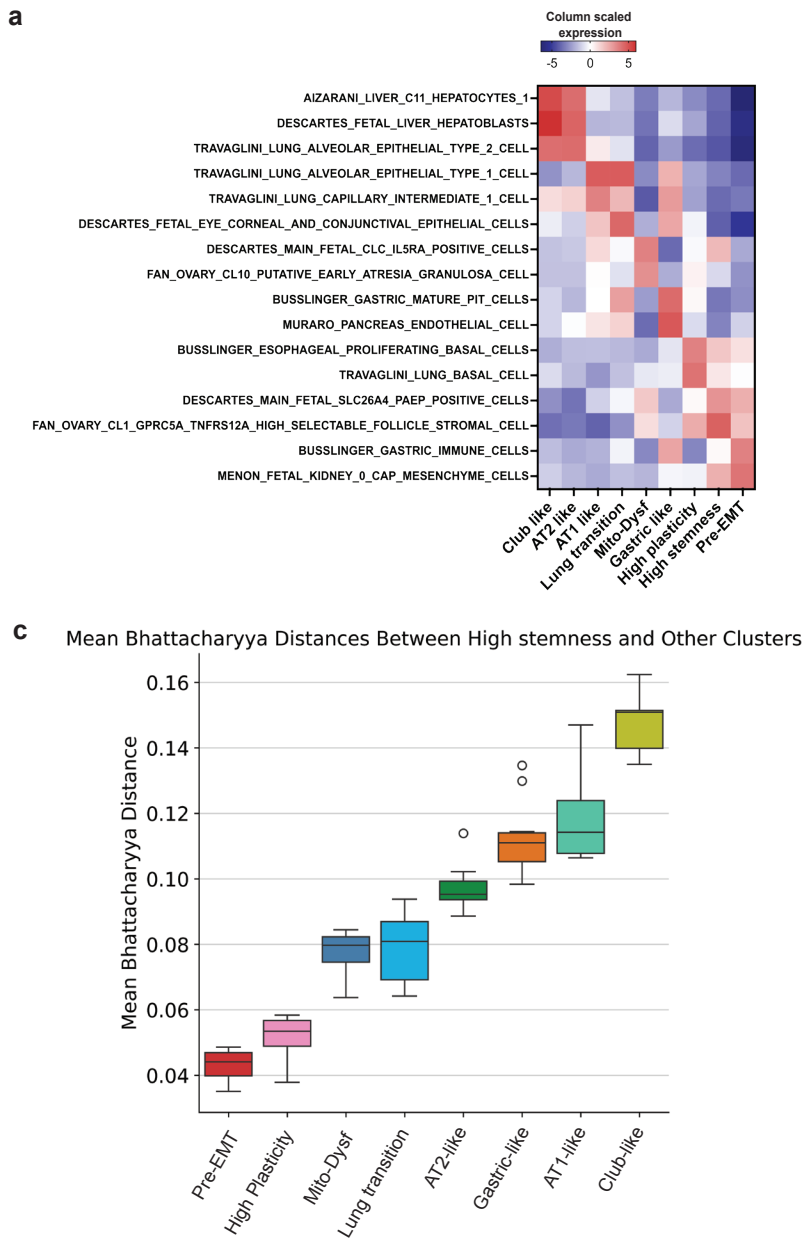 a
Column scaled
expression
-5 0 5
AIZARANI_LIVER_C11_HEPATOCYTES_1
DESCARTES_FETAL_LIVER_HEPATOBLASTS
TRAVAGLINI_LUNG_ALVEOLAR_EPITHELIAL_TYPE_2_CELL
TRAVAGLINI_LUNG_ALVEOLAR_EPITHELIAL_TYPE_1_CELL
TRAVAGLINI_LUNG_CAPILLARY_INTERMEDIATE_1_CELL
DESCARTES_FETAL_EYE_CORNEAL_AND_CONJUNCTIVAL_EPITHELIAL_CELLS
DESCARTES_MAIN_FETAL_CLC_IL5RA_POSITIVE_CELLS
FAN_OVARY_CL10_PUTATIVE_EARLY_ATRESIA_GRANULOSA_CELL
BUSSLINGER_GASTRIC_MATURE_PIT_CELLS
MURARO_PANCREAS_ENDOTHELIAL_CELL
BUSSLINGER_ESOPHAGEAL_PROLIFERATING_BASAL_CELLS
TRAVAGLINI_LUNG_BASAL_CELL
DESCARTES_MAIN_FETAL_SLC26A4_PAEP_POSITIVE_CELLS
FAN_OVARY_CL1_GPRC5A_TNFRS12A_HIGH_SELECTABLE_FOLLICLE_STROMAL_CELL
BUSSLINGER_GASTRIC_IMMUNE_CELLS
MENON_FETAL_KIDNEY_0_CAP_MESENCHYME_CELLS
Club like
AT2 like
AT1 like
Lung transition
Mito-Dysf
Gastric like
High plasticity
High stemness
Pre-EMT
c
Mean Bhattacharyya Distances Between High stemness and Other Clusters
Mean Bhattacharyya Distance
0.16
0.14
0.12
0.10
0.08
0.06
0.04
Pre-EMT
High Plasticity
Mito-Dysf
Lung transition
AT2-like
Gastric-like
AT1-like
Club-like